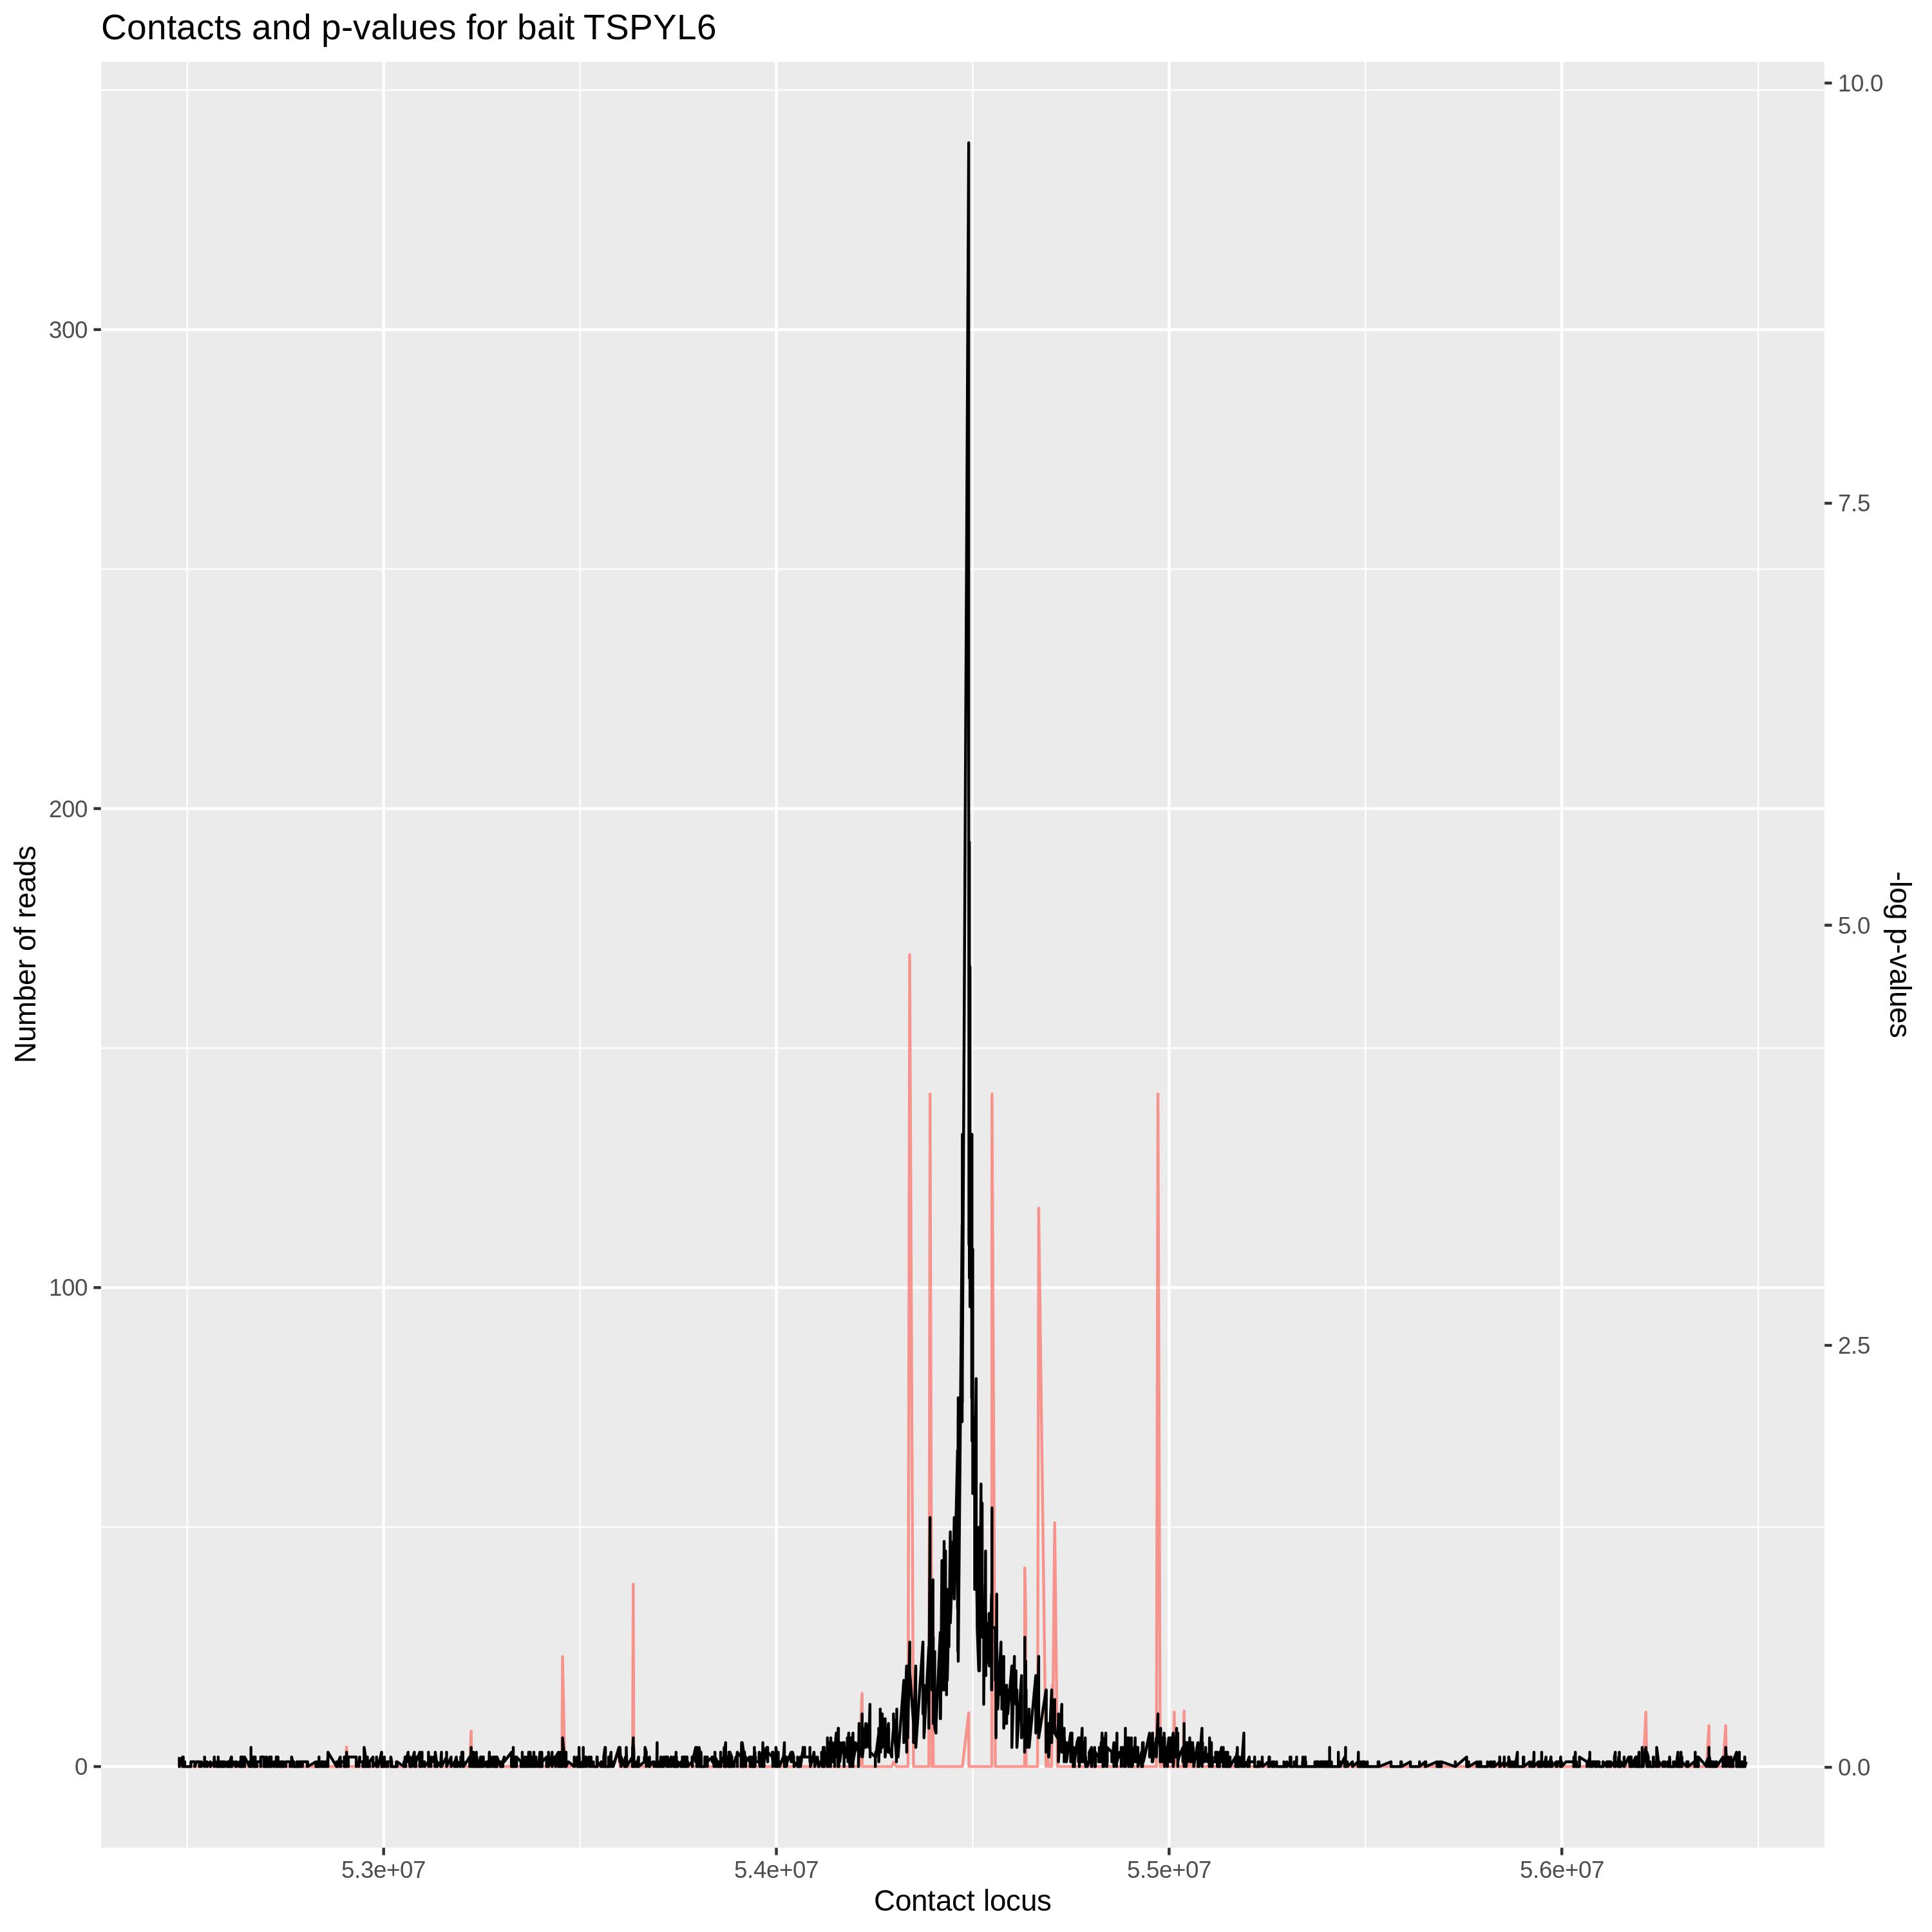 Contacts and p-values for bait TSPYL6
Number of reads
300
200
100
0
10.0
7.5
5.0
2.5
0.0
-log p-values
5.3e+07
5.4e+07
5.5e+07
5.6e+07
Contact locus